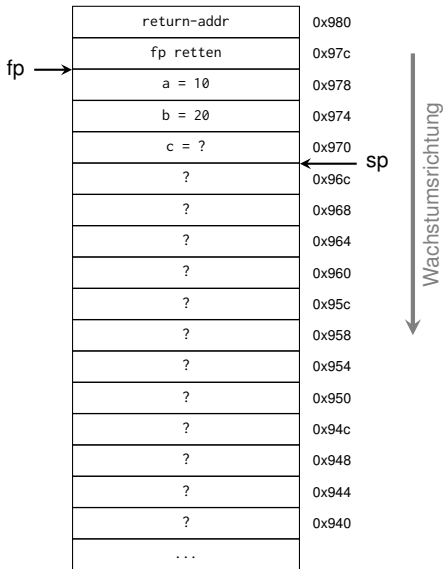 return-addr 0x980
fp retten 0x97c
fp
a = 10 0x978
b = 20 0x974
c = ? 0x970
sp
? 0x96c
? 0x968
? 0x964
? 0x960
? 0x95c
? 0x958
? 0x954
? 0x950
? 0x94c
? 0x948
? 0x944
? 0x940
...
Wachstumsrichtung